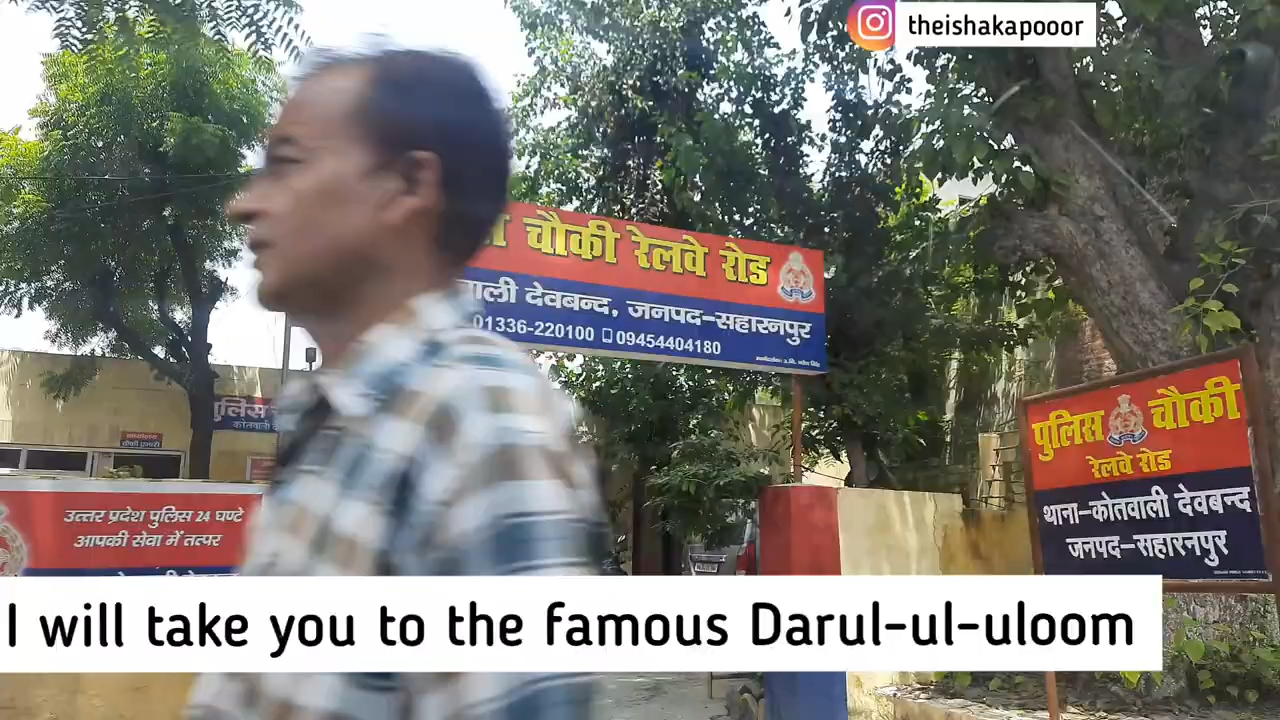 theishakapooor
चौकी रेलवे रोड
देवबन्द, जनपद-सहारनपुर
01336-220100 09454404180
पुलिस चौकी
रेलवे रोड
थाना-कोतवाली देवबन्द
जनपद-सहारनपुर
उत्तर प्रदेश पुलिस 24 घण्टे
आपकी सेवा में तत्पर
I will take you to the famous Darul-ul-uloom